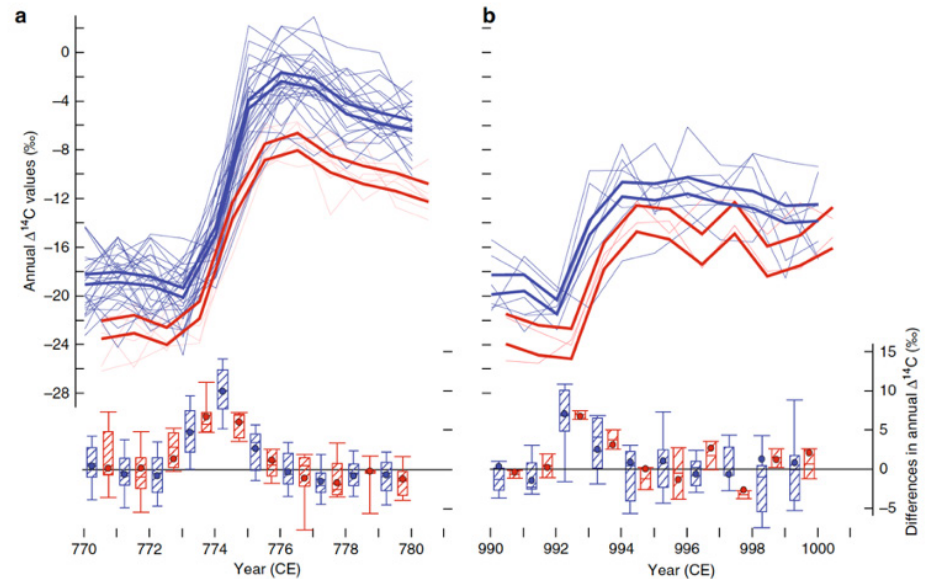 a
b
Annual Δ¹⁴C values (‰)
0
−4
−8
−12
−16
−20
−24
−28
15
10
5
0
−5
Differences in annual Δ¹⁴C (‰)
770 772 774 776 778 780
990 992 994 996 998 1000
Year (CE)
Year (CE)